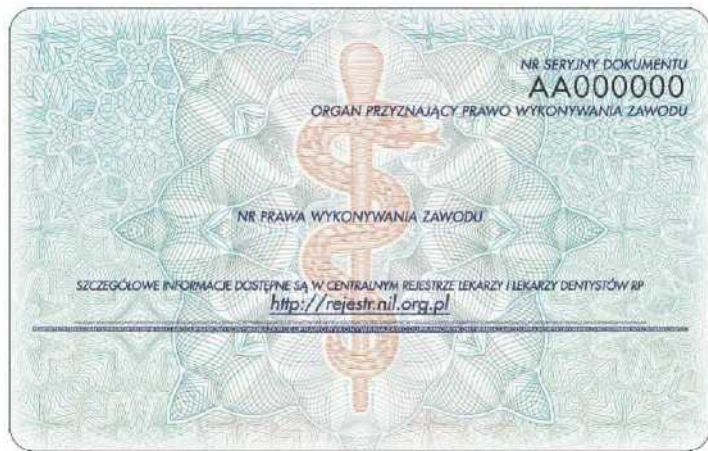 NR SERYJNY DOKUMENTU
AA000000
ORGAN PRZYZNAJĄCY PRAWO WYKONYWANIA ZAWODU
NR PRAWA WYKONYWANIA ZAWODU
SZCZEGÓŁOWE INFORMACJE DOSTĘPNE SĄ W CENTRALNYM REJESTRZE LEKARZY I LEKARZY DENTYSTÓW RP
http://rejestr.nil.org.pl